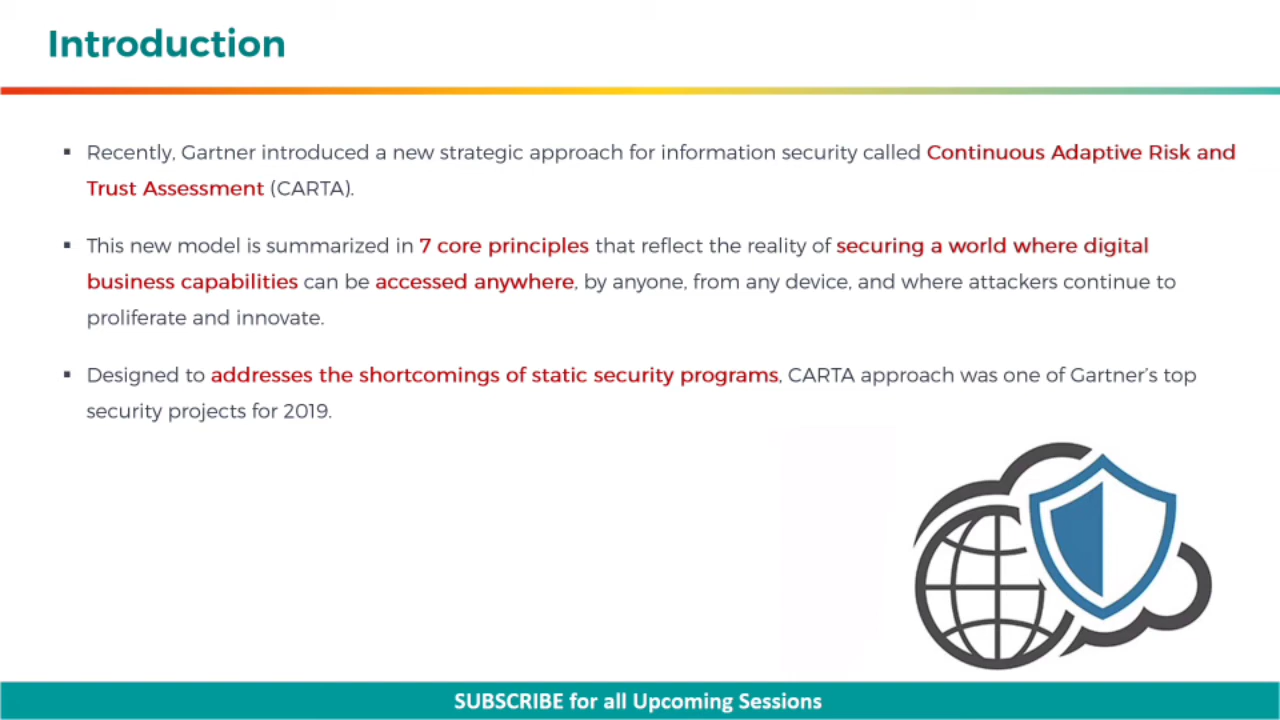 Introduction
▪ Recently, Gartner introduced a new strategic approach for information security called Continuous Adaptive Risk and
Trust Assessment (CARTA).
▪ This new model is summarized in 7 core principles that reflect the reality of securing a world where digital
business capabilities can be accessed anywhere, by anyone, from any device, and where attackers continue to
proliferate and innovate.
▪ Designed to addresses the shortcomings of static security programs, CARTA approach was one of Gartner's top
security projects for 2019.
SUBSCRIBE for all Upcoming Sessions